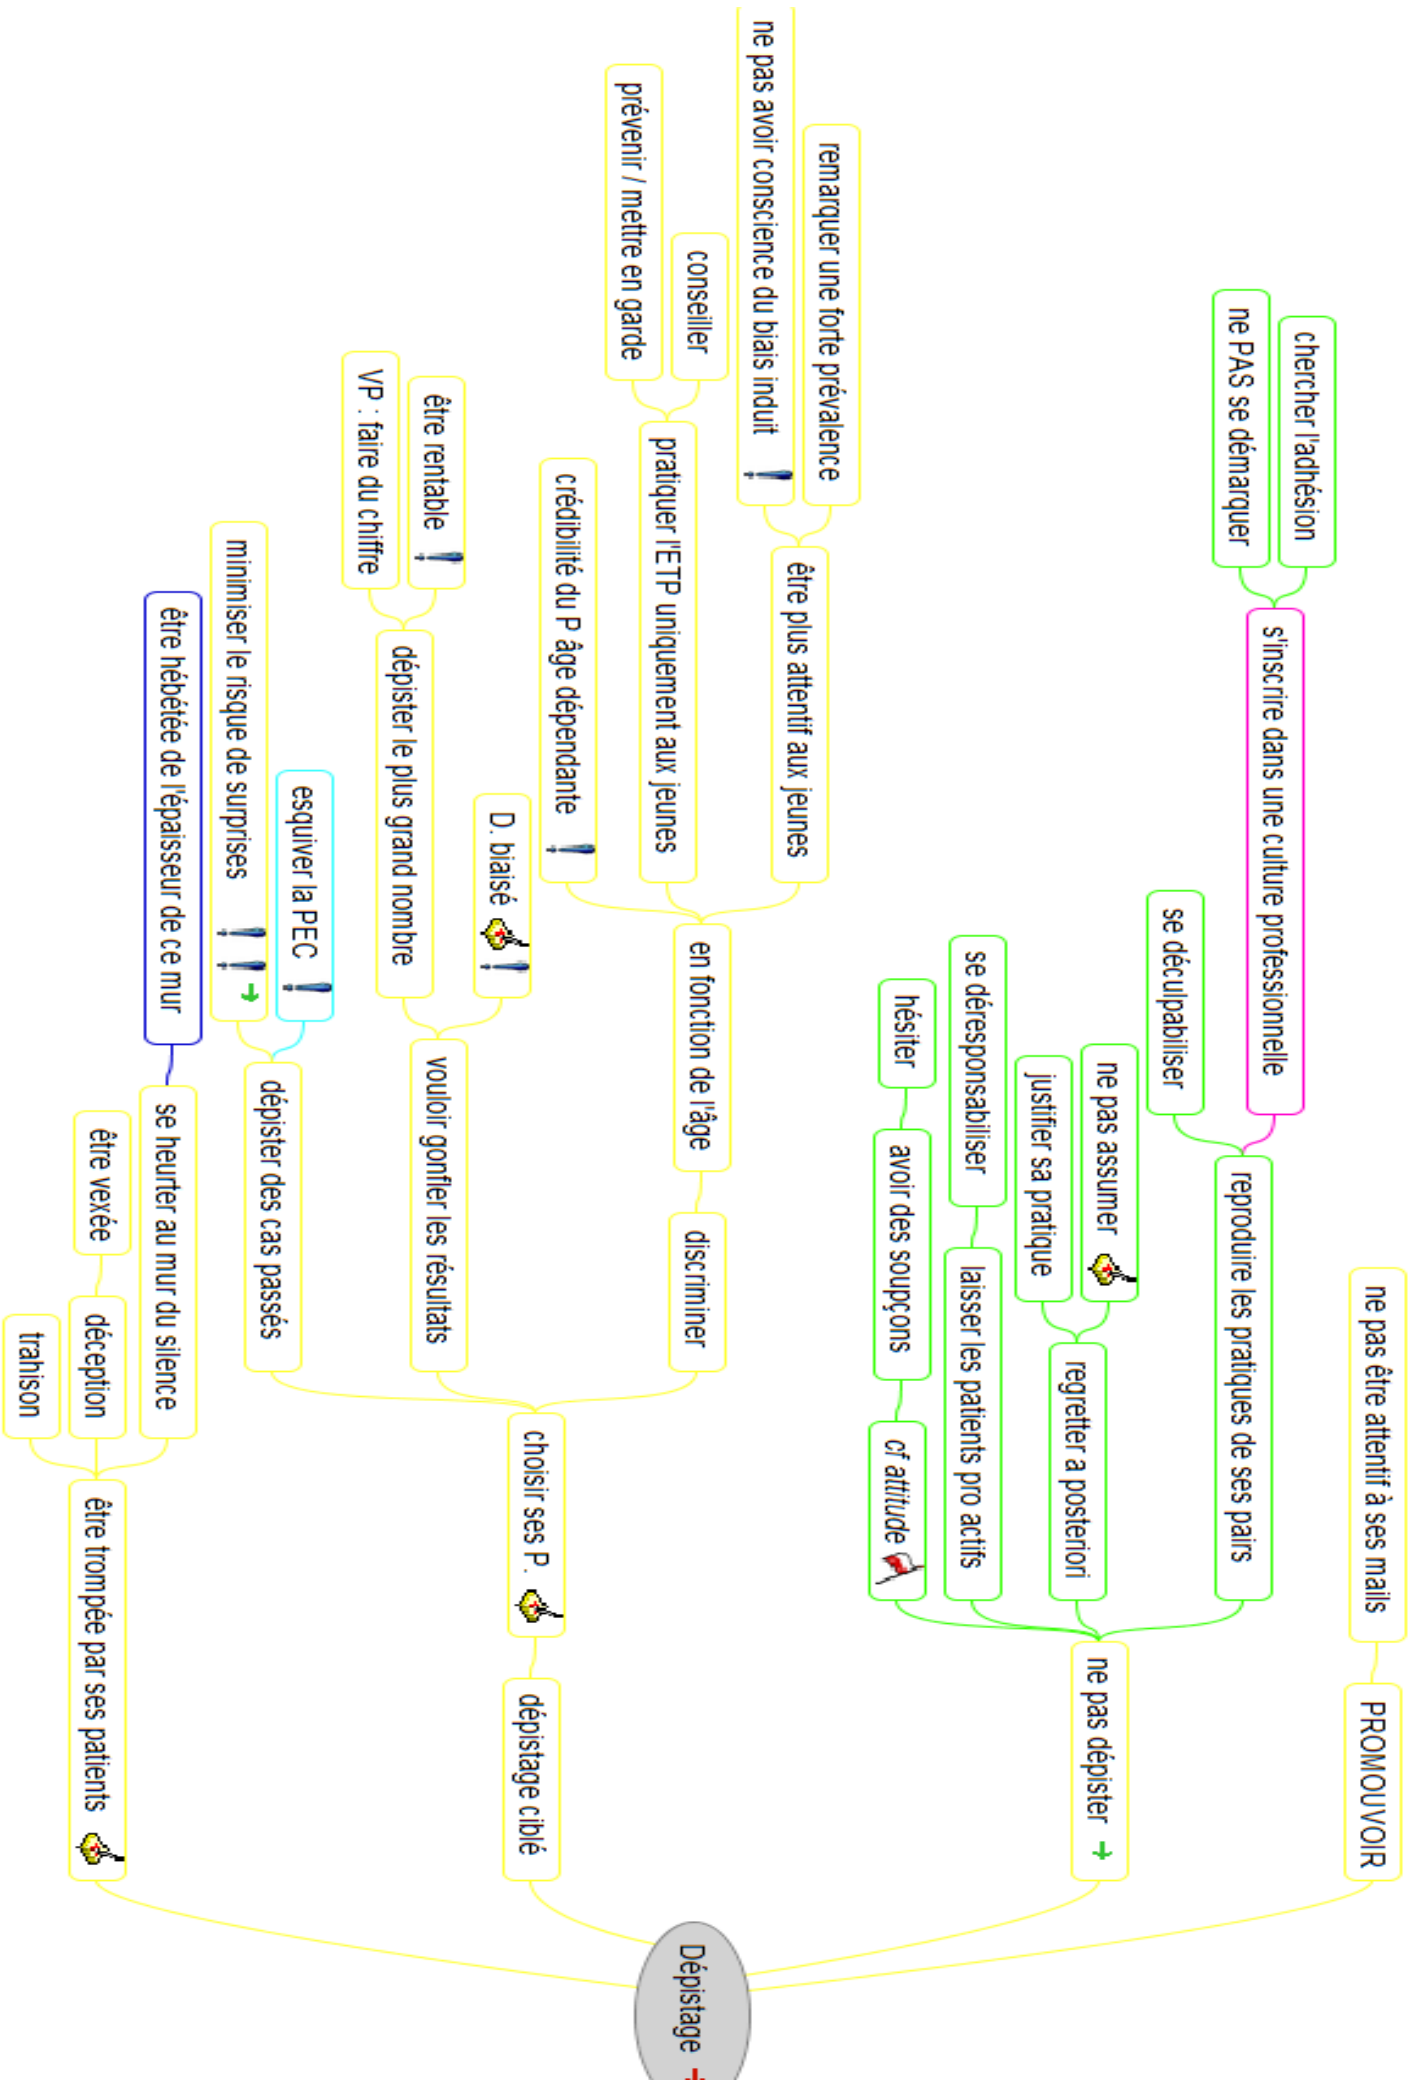 ne pas être attentif à ses mails
PROMOUVOIR
chercher l'adhésion
ne PAS se démarquer
s'inscrire dans une culture professionnelle
se déculpabiliser
reproduire les pratiques de ses pairs
ne pas assumer
justifier sa pratique
regretter a posteriori
se déresponsabiliser
laisser les patients pro actifs
hésiter
avoir des soupçons
cf attitude
ne pas dépister
remarquer une forte prévalence
ne pas avoir conscience du biais induit
être plus attentif aux jeunes
conseiller
prévenir / mettre en garde
pratiquer l'ETP uniquement aux jeunes
crédibilité du P âge dépendante
en fonction de l'âge
discriminer
D. biaisé
être rentable
VP : faire du chiffre
dépister le plus grand nombre
vouloir gonfler les résultats
esquiver la PEC
minimiser le risque de surprises
dépister des cas passés
choisir ses P.
dépistage ciblé
être hébétée de l'épaisseur de ce mur
se heurter au mur du silence
être vexée
déception
trahison
être trompée par ses patients
Dépistage